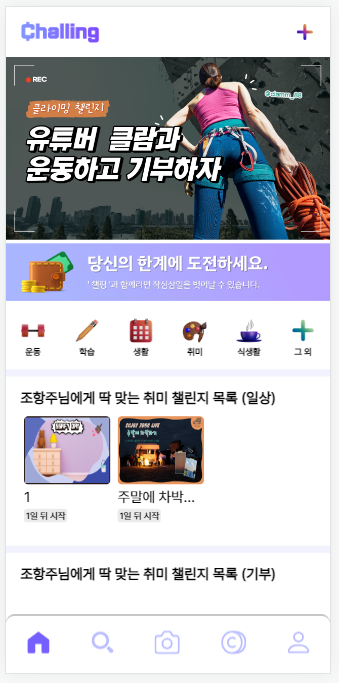 Challing
REC
@clamm_86
클라이밍 챌린지
유튜버 클람과
운동하고 기부하자
당신의 한계에 도전하세요.
'챌링'과 함께라면 작심삼일을 벗어날 수 있습니다.
운동
학습
생활
취미
식생활
그 외
조항주님에게 딱 맞는 취미 챌린지 목록 (일상)
ENJOY YOUR LIFE
1
주말에 차박...
1일 뒤 시작
1일 뒤 시작
조항주님에게 딱 맞는 취미 챌린지 목록 (기부)